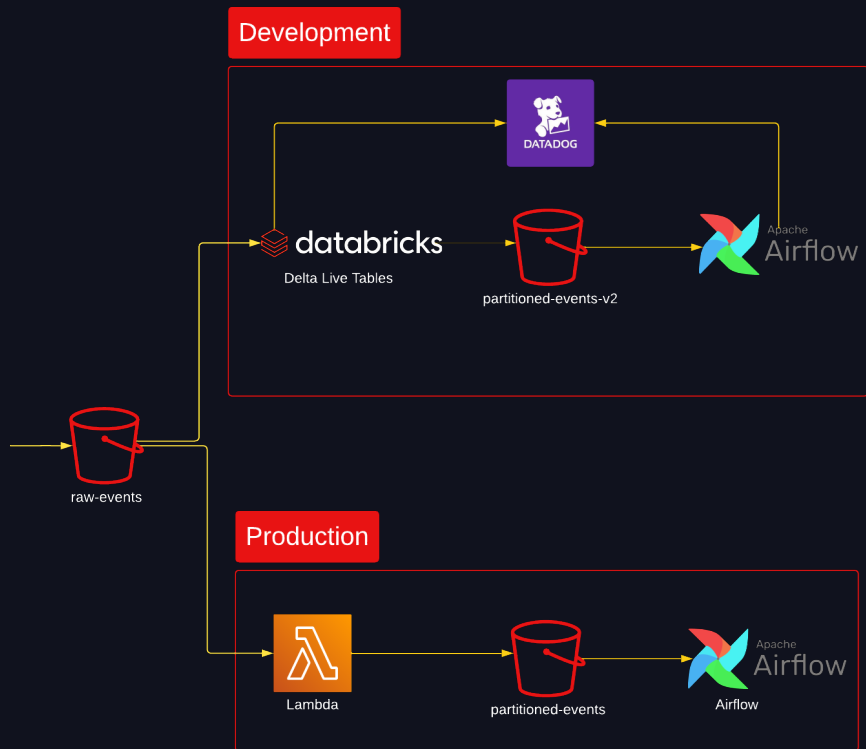 Development
DATADOG
databricks
Delta Live Tables
partitioned-events-v2
Apache
Airflow
raw-events
Production
Lambda
partitioned-events
Apache
Airflow
Airflow